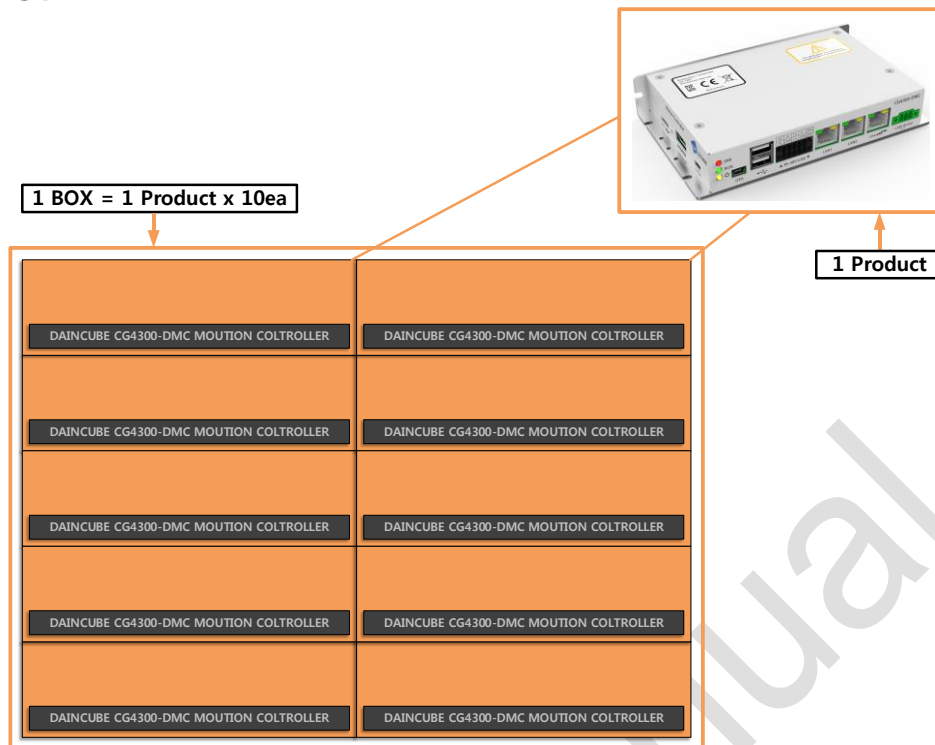 CG4300-DMC
1 BOX = 1 Product x 10ea
1 Product
DAINCUBE CG4300-DMC MOUTION COLTROLLER DAINCUBE CG4300-DMC MOUTION COLTROLLER
DAINCUBE CG4300-DMC MOUTION COLTROLLER DAINCUBE CG4300-DMC MOUTION COLTROLLER
DAINCUBE CG4300-DMC MOUTION COLTROLLER DAINCUBE CG4300-DMC MOUTION COLTROLLER
DAINCUBE CG4300-DMC MOUTION COLTROLLER DAINCUBE CG4300-DMC MOUTION COLTROLLER
DAINCUBE CG4300-DMC MOUTION COLTROLLER DAINCUBE CG4300-DMC MOUTION COLTROLLER